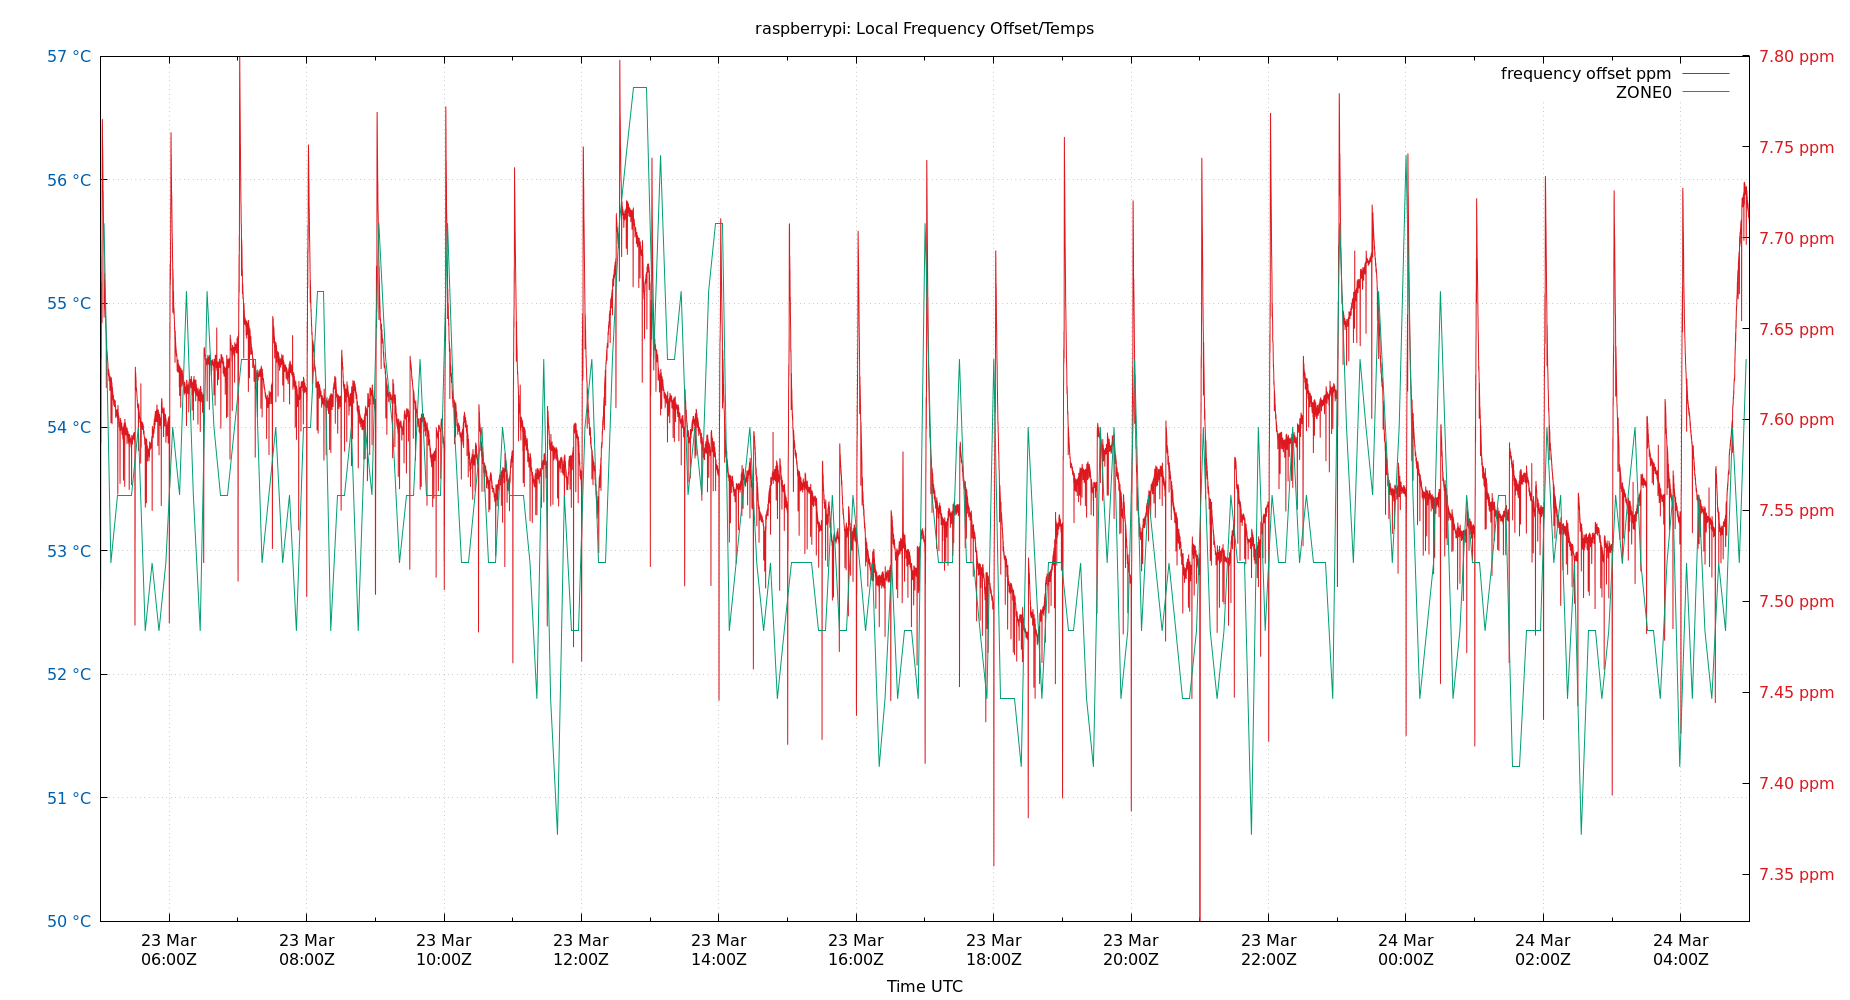 raspberrypi: Local Frequency Offset/Temps
57 °C
56 °C
55 °C
54 °C
53 °C
52 °C
51 °C
50 °C
7.80 ppm
7.75 ppm
7.70 ppm
7.65 ppm
7.60 ppm
7.55 ppm
7.50 ppm
7.45 ppm
7.40 ppm
7.35 ppm
frequency offset ppm
ZONE0
23 Mar 23 Mar 23 Mar 23 Mar 23 Mar 23 Mar 23 Mar 23 Mar 23 Mar 24 Mar 24 Mar 24 Mar
06:00Z 08:00Z 10:00Z 12:00Z 14:00Z 16:00Z 18:00Z 20:00Z 22:00Z 00:00Z 02:00Z 04:00Z
Time UTC